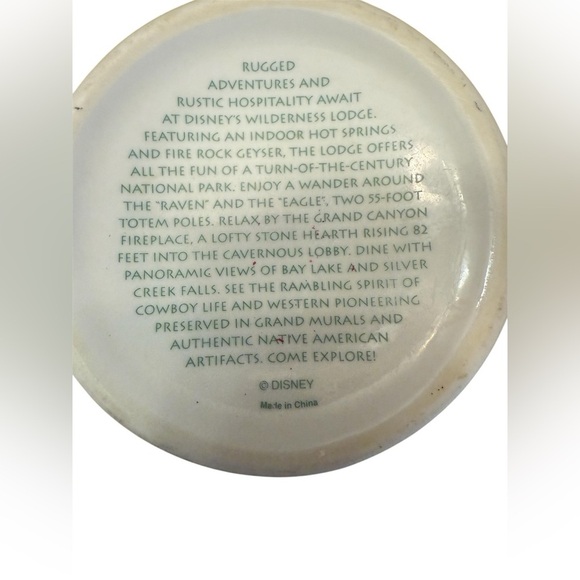 RUGGED
ADVENTURES AND
RUSTIC HOSPITALITY AWAIT
AT DISNEY'S WILDERNESS LODGE.
FEATURING AN INDOOR HOT SPRINGS
AND FIRE ROCK GEYSER, THE LODGE OFFERS
ALL THE FUN OF A TURN-OF-THE-CENTURY
NATIONAL PARK. ENJOY A WANDER AROUND
THE "RAVEN" AND THE "EAGLE", TWO 55-FOOT
TOTEM POLES. RELAX BY THE GRAND CANYON
FIREPLACE, A LOFTY STONE HEARTH RISING 82
FEET INTO THE CAVERNOUS LOBBY. DINE WITH
PANORAMIC VIEWS OF BAY LAKE AND SILVER
CREEK FALLS. SEE THE RAMBLING SPIRIT OF
COWBOY LIFE AND WESTERN PIONEERING
PRESERVED IN GRAND MURALS AND
AUTHENTIC NATIVE AMERICAN
ARTIFACTS. COME EXPLORE!
© DISNEY
Made in China